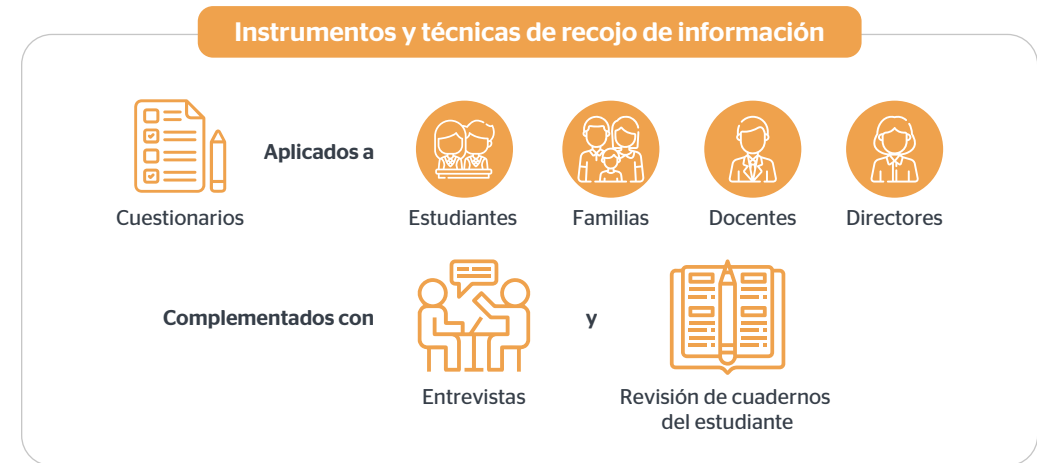 Instrumentos y técnicas de recojo de información
Aplicados a
Cuestionarios
Estudiantes
Familias
Docentes
Directores
Complementados con
y
Entrevistas
Revisión de cuadernos
del estudiante